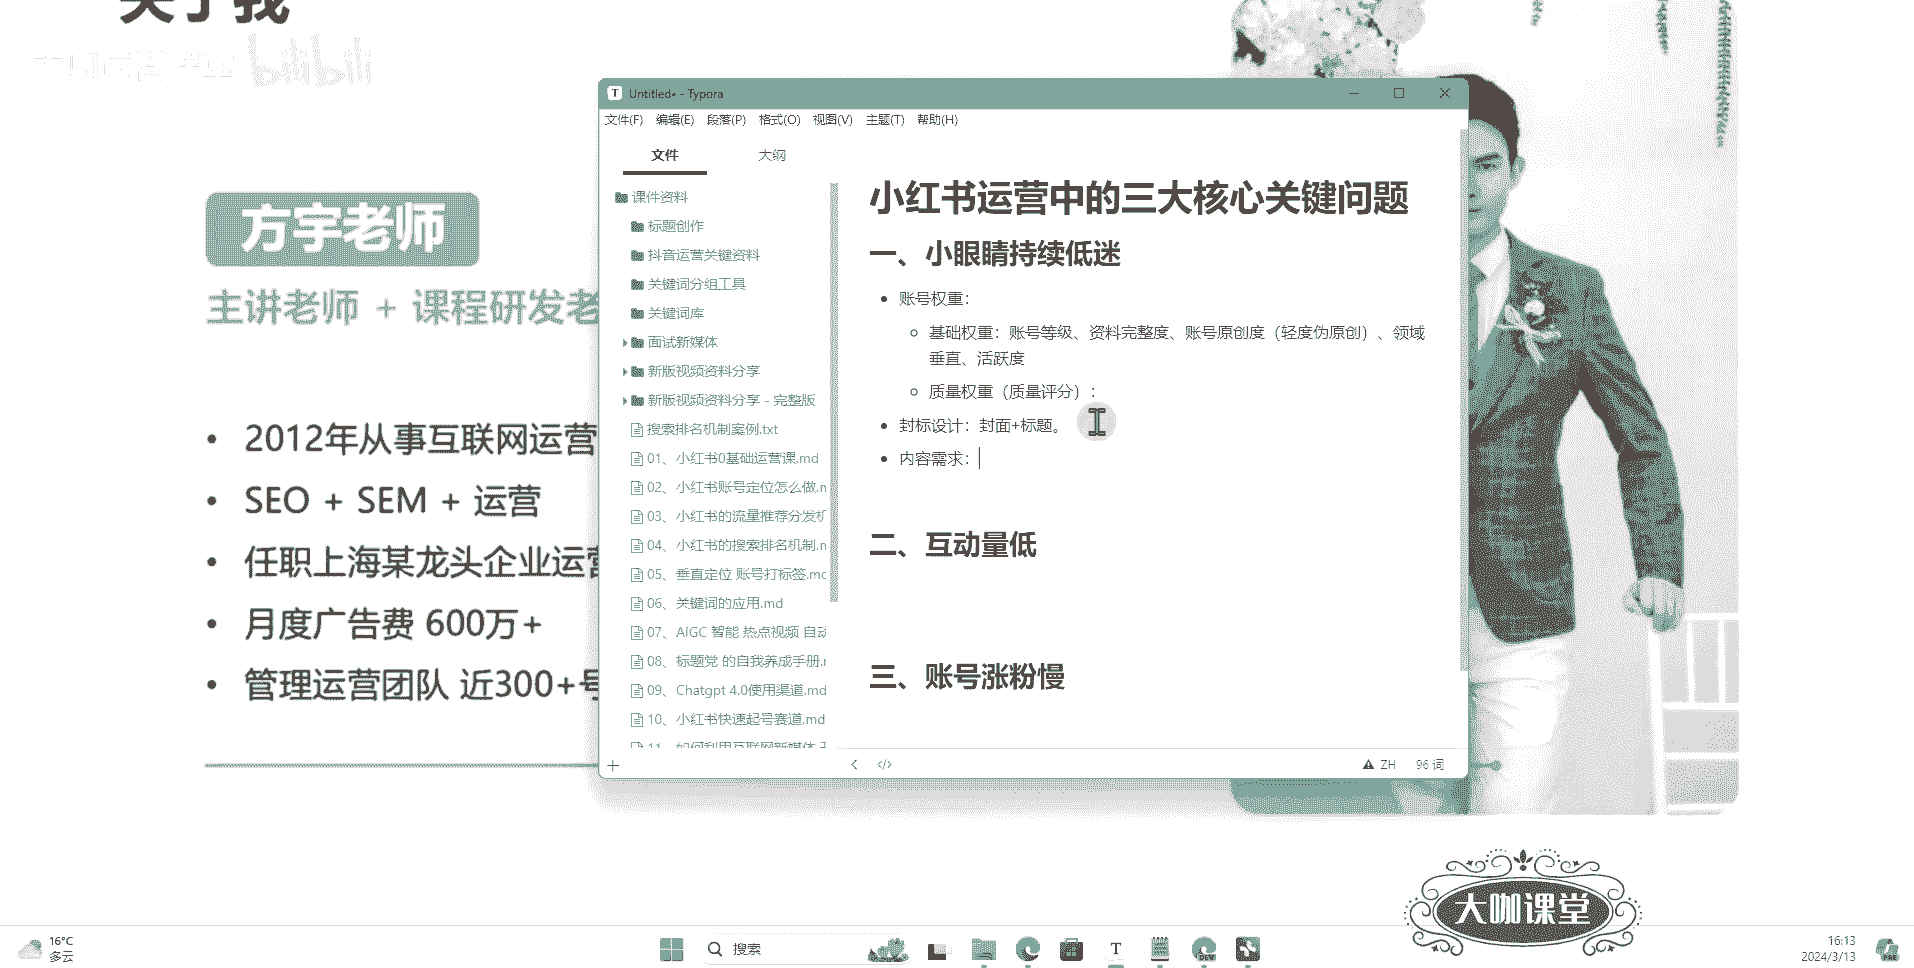 关于我
bilibili
方宇老师
主讲老师 + 课程研发老
• 2012年从事互联网运营
• SEO + SEM + 运营
• 任职上海某龙头企业运营
• 月度广告费 600万+
• 管理运营团队 近300+号
Untitled• - Typora
文件(F) 编辑(E) 段落(P) 格式(O) 视图(V) 主题(T) 帮助(H)
文件 大纲
课件资料
标题创作
抖音运营关键资料
关键词分组工具
关键词库
面试新媒体
新版视频资料分享
新版视频资料分享 - 完整版
搜索排名机制案例.txt
01、小红书0基础运营课.md
02、小红书账号定位怎么做.m
03、小红书的流量推荐分发机
04、小红书的搜索排名机制.m
05、垂直定位 账号打标签.md
06、关键词的应用.md
07、AIGC 智能 热点视频 自动
08、标题党 的自我养成手册.m
09、Chatgpt 4.0使用渠道.md
10、小红书快速起号赛道.md
11、如何利用互联网新媒体
小红书运营中的三大核心关键问题
一、小眼睛持续低迷
• 账号权重：
◦ 基础权重：账号等级、资料完整度、账号原创度（轻度伪原创）、领域
垂直、活跃度
◦ 质量权重（质量评分）：
• 封标设计：封面+标题。
• 内容需求：
二、互动量低
三、账号涨粉慢
ZH 96 词
大咖课堂
16°C
多云
搜索
T
DEV
16:13
2024/3/13
PRE